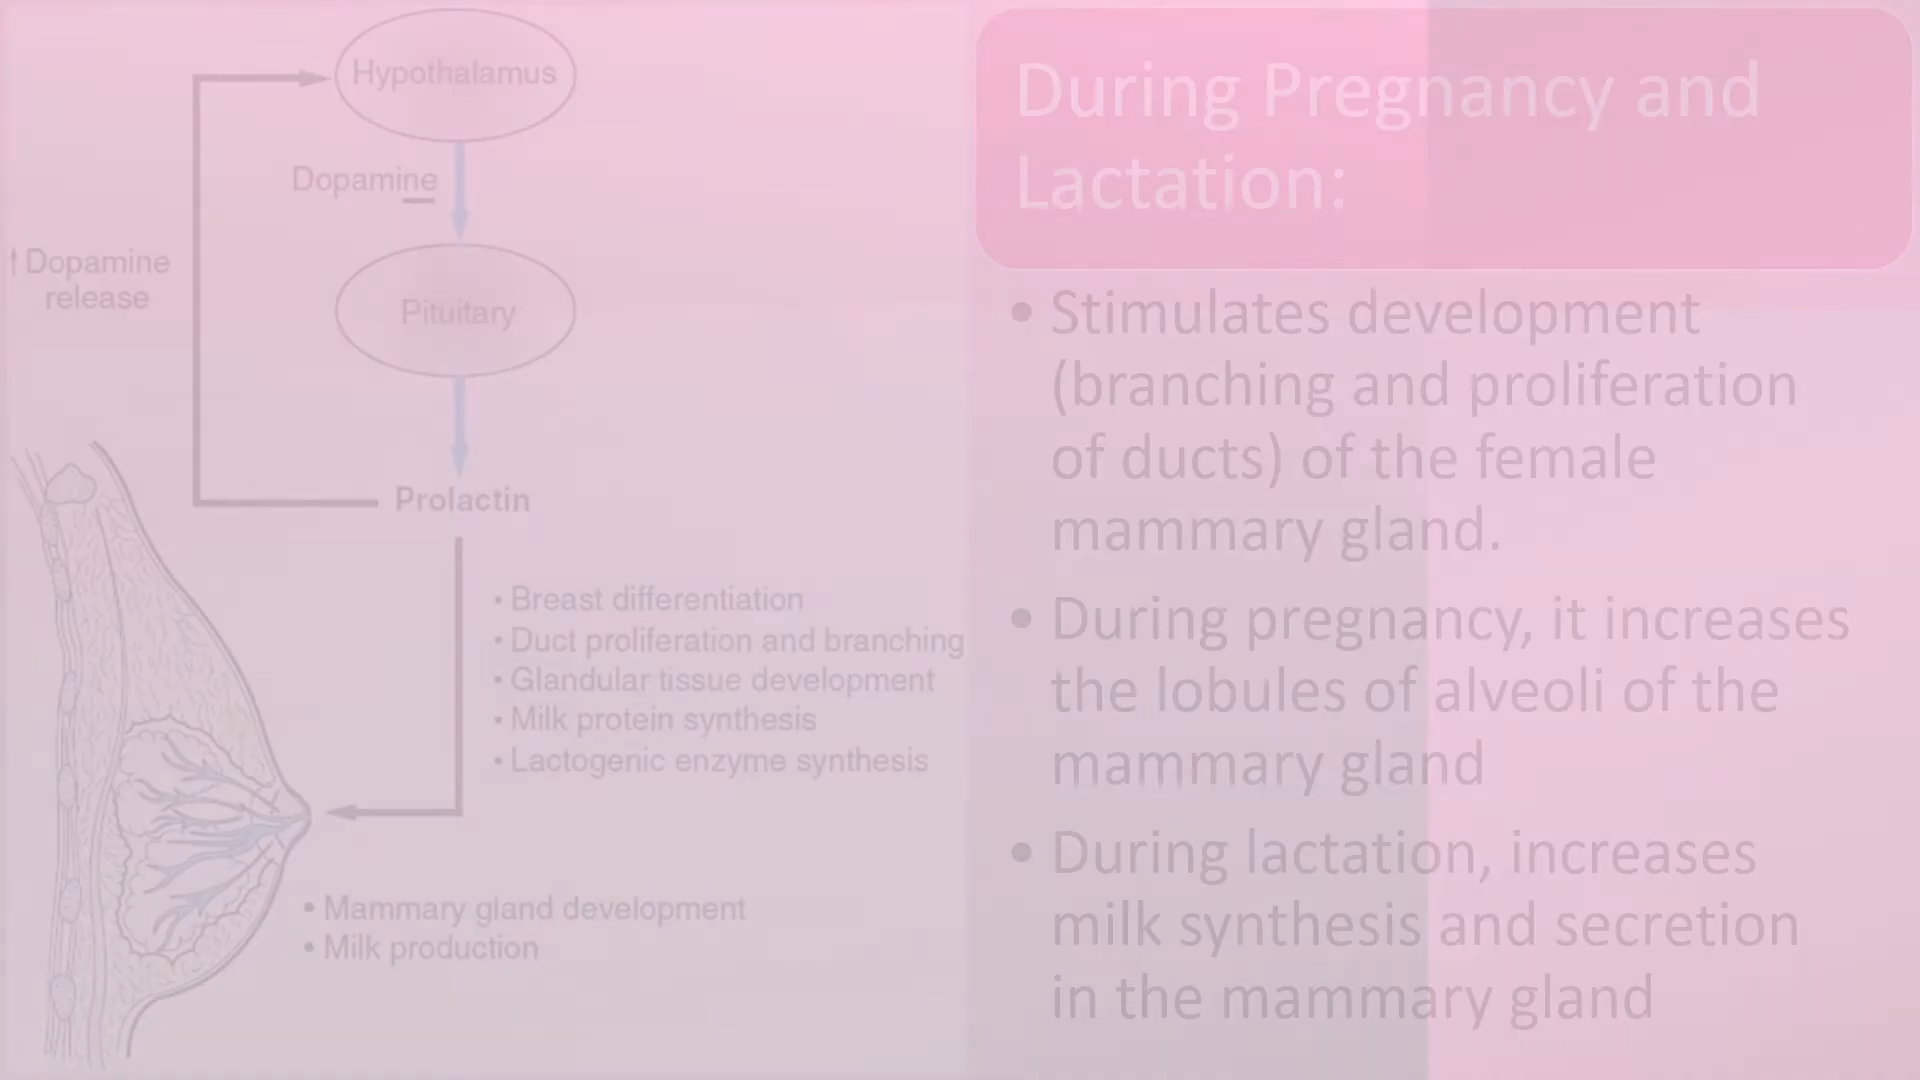 Hypothalamus
Dopamine
↑ Dopamine
release
Pituitary
Prolactin
• Breast differentiation
• Duct proliferation and branching
• Glandular tissue development
• Milk protein synthesis
• Lactogenic enzyme synthesis
• Mammary gland development
• Milk production
During Pregnancy and
Lactation:
• Stimulates development
(branching and proliferation
of ducts) of the female
mammary gland.
• During pregnancy, it increases
the lobules of alveoli of the
mammary gland
• During lactation, increases
milk synthesis and secretion
in the mammary gland